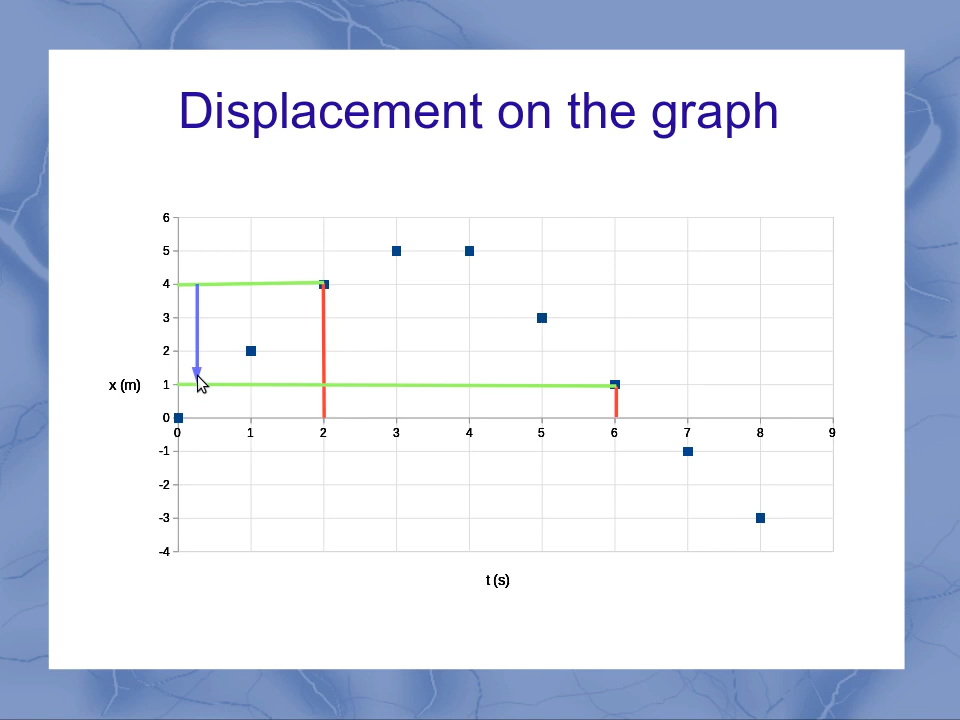 Displacement on the graph
6
5
4
3
2
x (m) 1
0
0 1 2 3 4 5 6 7 8 9
-1
-2
-3
-4
t (s)